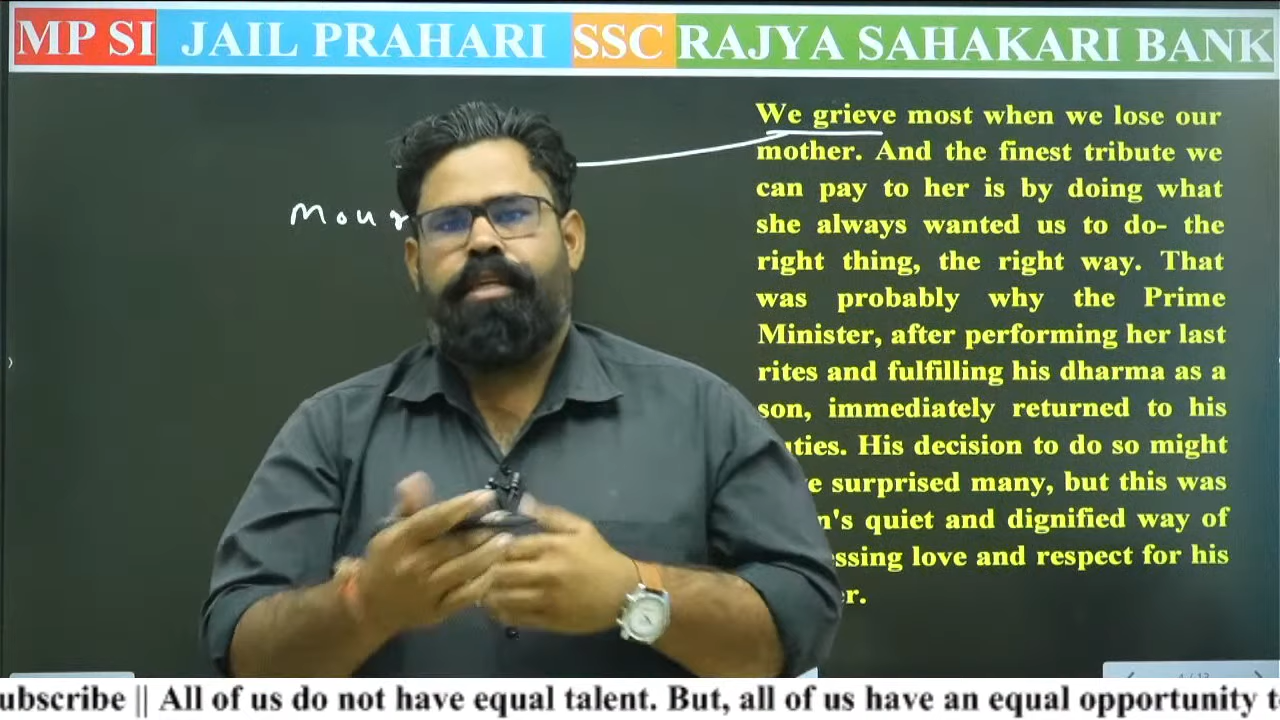 MP SI JAIL PRAHARI SSC RAJYA SAHAKARI BANK
We grieve most when we lose our
mother. And the finest tribute we
can pay to her is by doing what
she always wanted us to do- the
right thing, the right way. That
was probably why the Prime
Minister, after performing her last
rites and fulfilling his dharma as a
son, immediately returned to his
His decision to do so might
surprised many, but this was
quiet and dignified way of
love and respect for his
Mour
|| All of us do not have equal talent. But, all of us have an equal opportunity